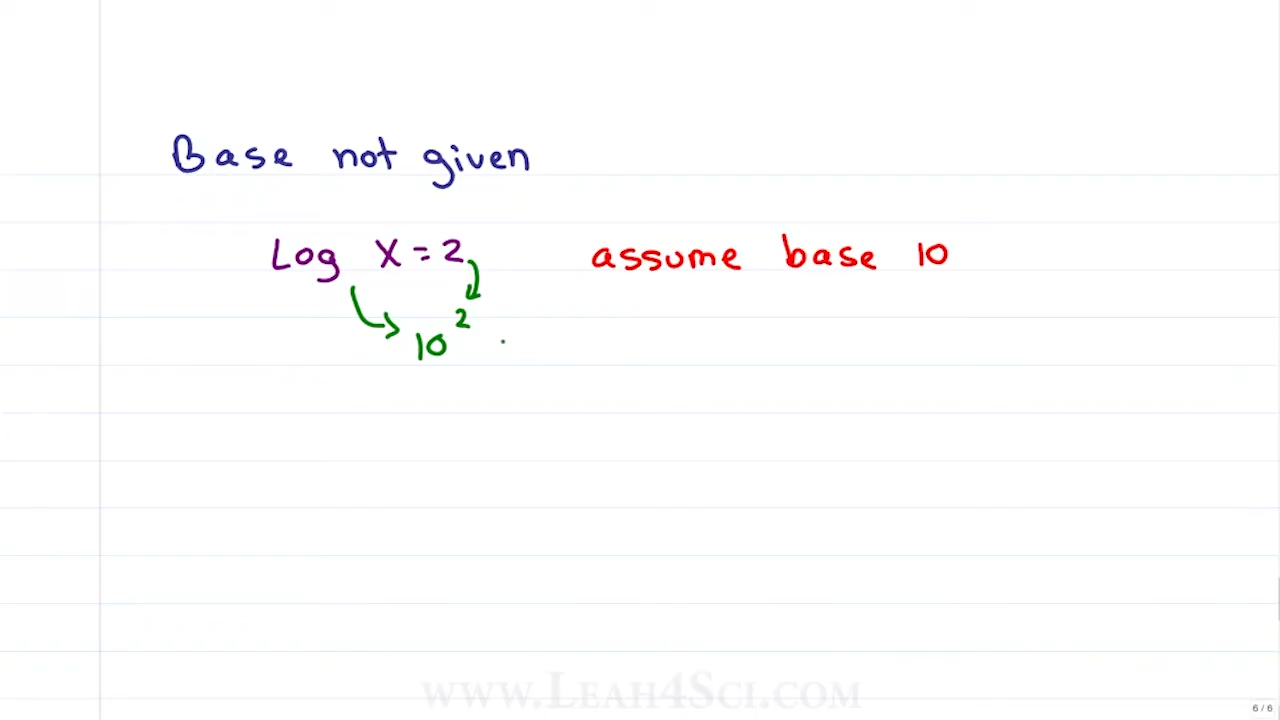 Base not given
Log X = 2 assume base 10
10²
www.Leah4Sci.com
6 / 6